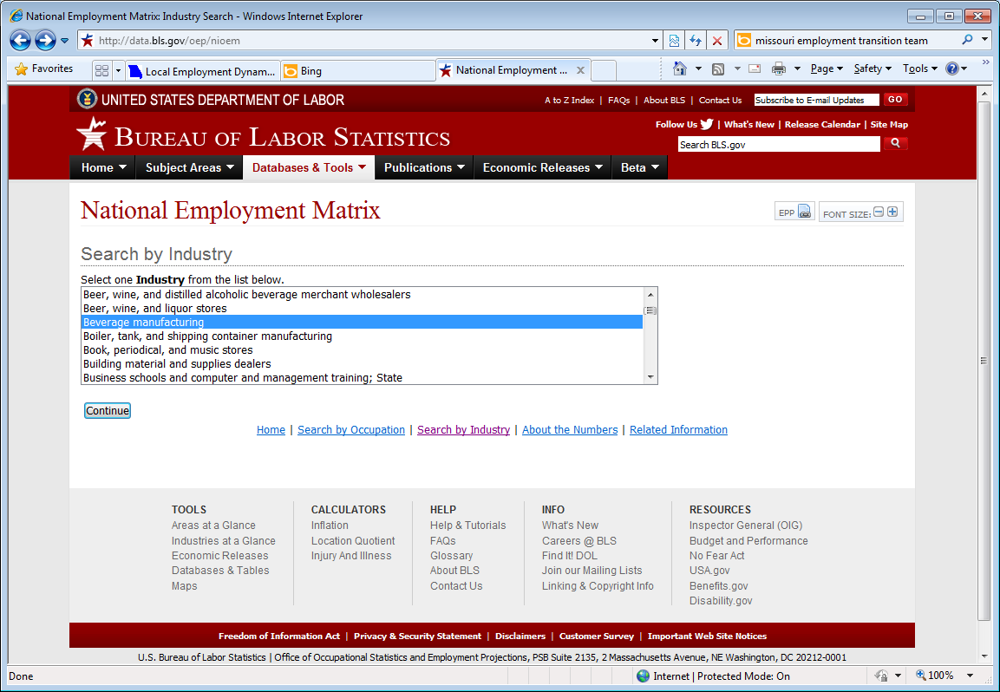 National Employment Matrix: Industry Search - Windows Internet Explorer
http://data.bls.gov/oep/nioem
missouri employment transition team
Favorites
Local Employment Dynam...
Bing
National Employment ...
Page
Safety
Tools
UNITED STATES DEPARTMENT OF LABOR
A to Z Index | FAQs | About BLS | Contact Us
Subscribe to E-mail Updates
GO
BUREAU OF LABOR STATISTICS
Follow Us | What's New | Release Calendar | Site Map
Search BLS.gov
Home
Subject Areas
Databases & Tools
Publications
Economic Releases
Beta
National Employment Matrix
EPP
FONT SIZE:
Search by Industry
Select one Industry from the list below.
Beer, wine, and distilled alcoholic beverage merchant wholesalers
Beer, wine, and liquor stores
Beverage manufacturing
Boiler, tank, and shipping container manufacturing
Book, periodical, and music stores
Building material and supplies dealers
Business schools and computer and management training; State
Continue
Home | Search by Occupation | Search by Industry | About the Numbers | Related Information
TOOLS
Areas at a Glance
Industries at a Glance
Economic Releases
Databases & Tables
Maps
CALCULATORS
Inflation
Location Quotient
Injury And Illness
HELP
Help & Tutorials
FAQs
Glossary
About BLS
Contact Us
INFO
What's New
Careers @ BLS
Find It! DOL
Join our Mailing Lists
Linking & Copyright Info
RESOURCES
Inspector General (OIG)
Budget and Performance
No Fear Act
USA.gov
Benefits.gov
Disability.gov
Freedom of Information Act | Privacy & Security Statement | Disclaimers | Customer Survey | Important Web Site Notices
U.S. Bureau of Labor Statistics | Office of Occupational Statistics and Employment Projections, PSB Suite 2135, 2 Massachusetts Avenue, NE Washington, DC 20212-0001
Done
Internet | Protected Mode: On
100%